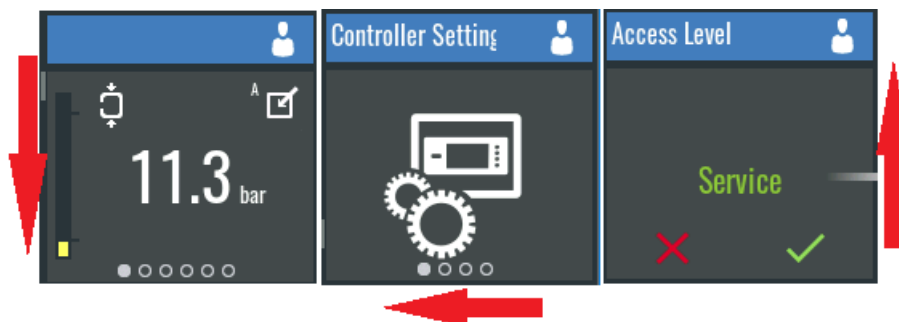 A
11.3 bar
Controller Setting
Access Level
Service